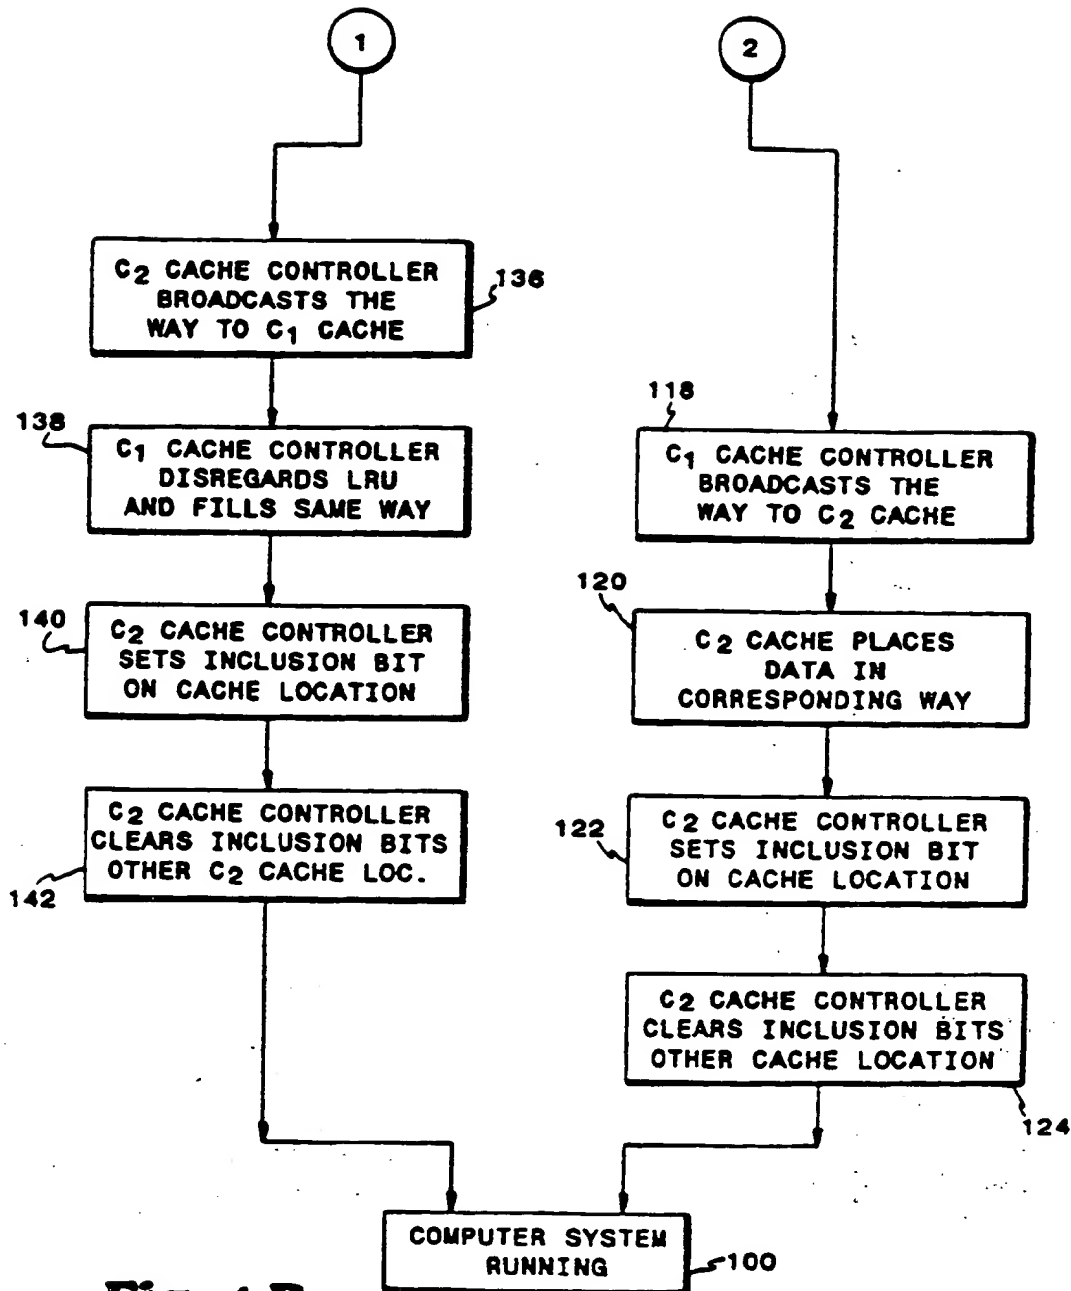 1
2
C2 CACHE CONTROLLER
BROADCASTS THE
WAY TO C1 CACHE
136
138
C1 CACHE CONTROLLER
DISREGARDS LRU
AND FILLS SAME WAY
118
C1 CACHE CONTROLLER
BROADCASTS THE
WAY TO C2 CACHE
140
C2 CACHE CONTROLLER
SETS INCLUSION BIT
ON CACHE LOCATION
120
C2 CACHE PLACES
DATA IN
CORRESPONDING WAY
C2 CACHE CONTROLLER
CLEARS INCLUSION BITS
OTHER C2 CACHE LOC.
142
122
C2 CACHE CONTROLLER
SETS INCLUSION BIT
ON CACHE LOCATION
C2 CACHE CONTROLLER
CLEARS INCLUSION BITS
OTHER CACHE LOCATION
124
COMPUTER SYSTEM
RUNNING
100